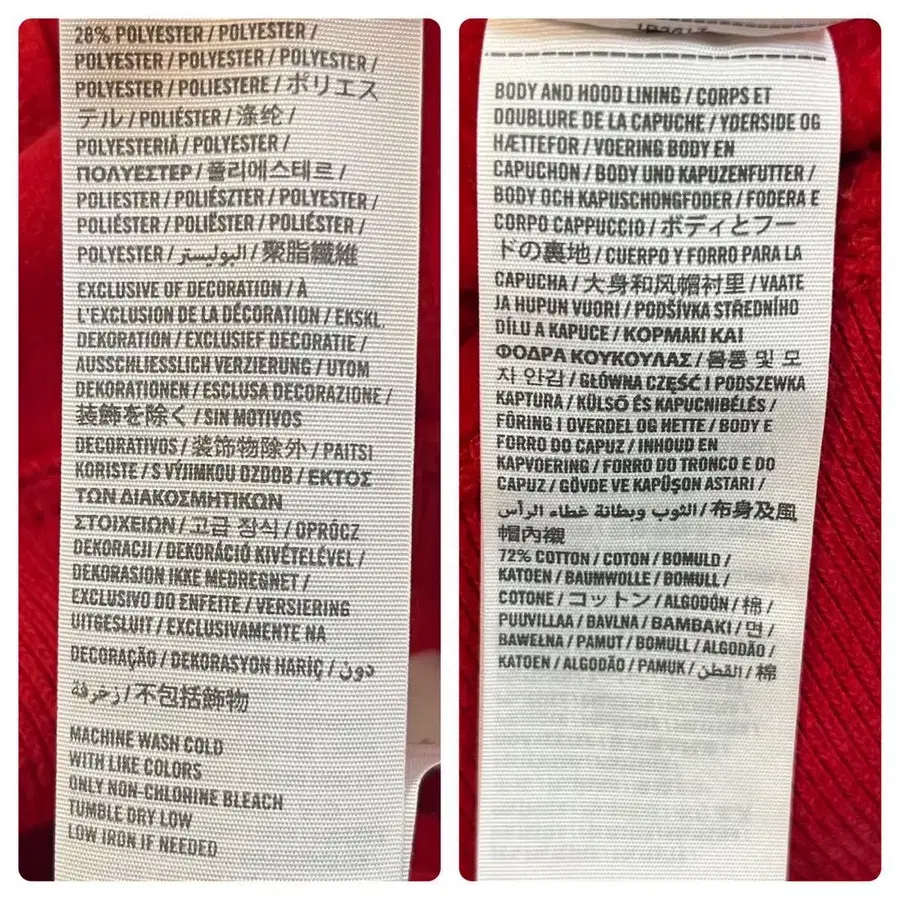 28% POLYESTER / POLYESTER /
POLYESTER / POLYESTER / POLYESTER /
POLYESTER / POLIESTERE / ポリエス
テル / POLIÉSTER / 涤纶 /
POLYESTERIÄ / POLYESTER /
ΠΟΛΥΕΣΤΕΡ / 폴리에스테르 /
POLIESTER / POLIÉSZTER / POLYESTER /
POLIÉSTER / POLIËSTER / POLIÉSTER /
POLYESTER / البوليستر / 聚脂纖維
EXCLUSIVE OF DECORATION / À
L'EXCLUSION DE LA DÉCORATION / EKSKL.
DEKORATION / EXCLUSIEF DECORATIE /
AUSSCHLIESSLICH VERZIERUNG / UTOM
DEKORATIONEN / ESCLUSA DECORAZIONE /
装飾を除く / SIN MOTIVOS
DECORATIVOS / 装饰物除外 / PAITSI
KORISTE / S VÝJIMKOU OZDOB / ΕΚΤΟΣ
ΤΩΝ ΔΙΑΚΟΣΜΗΤΙΚΩΝ
ΣΤΟΙΧΕΙΩΝ / 고급 장식 / OPRÓCZ
DEKORACJI / DEKORÁCIÓ KIVÉTELÉVEL /
DEKORASJON IKKE MEDREGNET /
EXCLUSIVO DO ENFEITE / VERSIERING
UITGESLUIT / EXCLUSIVAMENTE NA
DECORAÇÃO / DEKORASYON HARİÇ / دون
زخرفة / 不包括飾物
MACHINE WASH COLD
WITH LIKE COLORS
ONLY NON-CHLORINE BLEACH
TUMBLE DRY LOW
LOW IRON IF NEEDED
BODY AND HOOD LINING / CORPS ET
DOUBLURE DE LA CAPUCHE / YDERSIDE OG
HÆTTEFOR / VOERING BODY EN
CAPUCHON / BODY UND KAPUZENFUTTER /
BODY OCH KAPUSCHONGFODER / FODERA E
CORPO CAPPUCCIO / ボディとフー
ドの裏地 / CUERPO Y FORRO PARA LA
CAPUCHA / 大身和风帽衬里 / VAATE
JA HUPUN VUORI / PODŠÍVKA STŘEDNÍHO
DÍLU A KAPUCE / ΚΟΡΜΑΚΙ ΚΑΙ
ΦΟΔΡΑ ΚΟΥΚΟΥΛΑΣ / 몸통 및 모
자 안감 / GŁÓWNA CZĘŚĆ I PODSZEWKA
KAPTURA / KÜLSŐ ÉS KAPUCNIBÉLÉS /
FÔRING I OVERDEL OG HETTE / BODY E
FORRO DO CAPUZ / INHOUD EN
KAPVOERING / FORRO DO TRONCO E DO
CAPUZ / GÖVDE VE KAPÜŞON ASTARI /
الثوب وبطانة غطاء الرأس / 布身及風
帽內襯
72% COTTON / COTON / BOMULD /
KATOEN / BAUMWOLLE / BOMULL /
COTONE / コットン / ALGODÓN / 棉 /
PUUVILLAA / BAVLNA / ΒΑΜΒΑΚΙ / 면 /
BAWEŁNA / PAMUT / BOMULL / ALGODÃO /
KATOEN / ALGODÃO / PAMUK / القطن / 棉